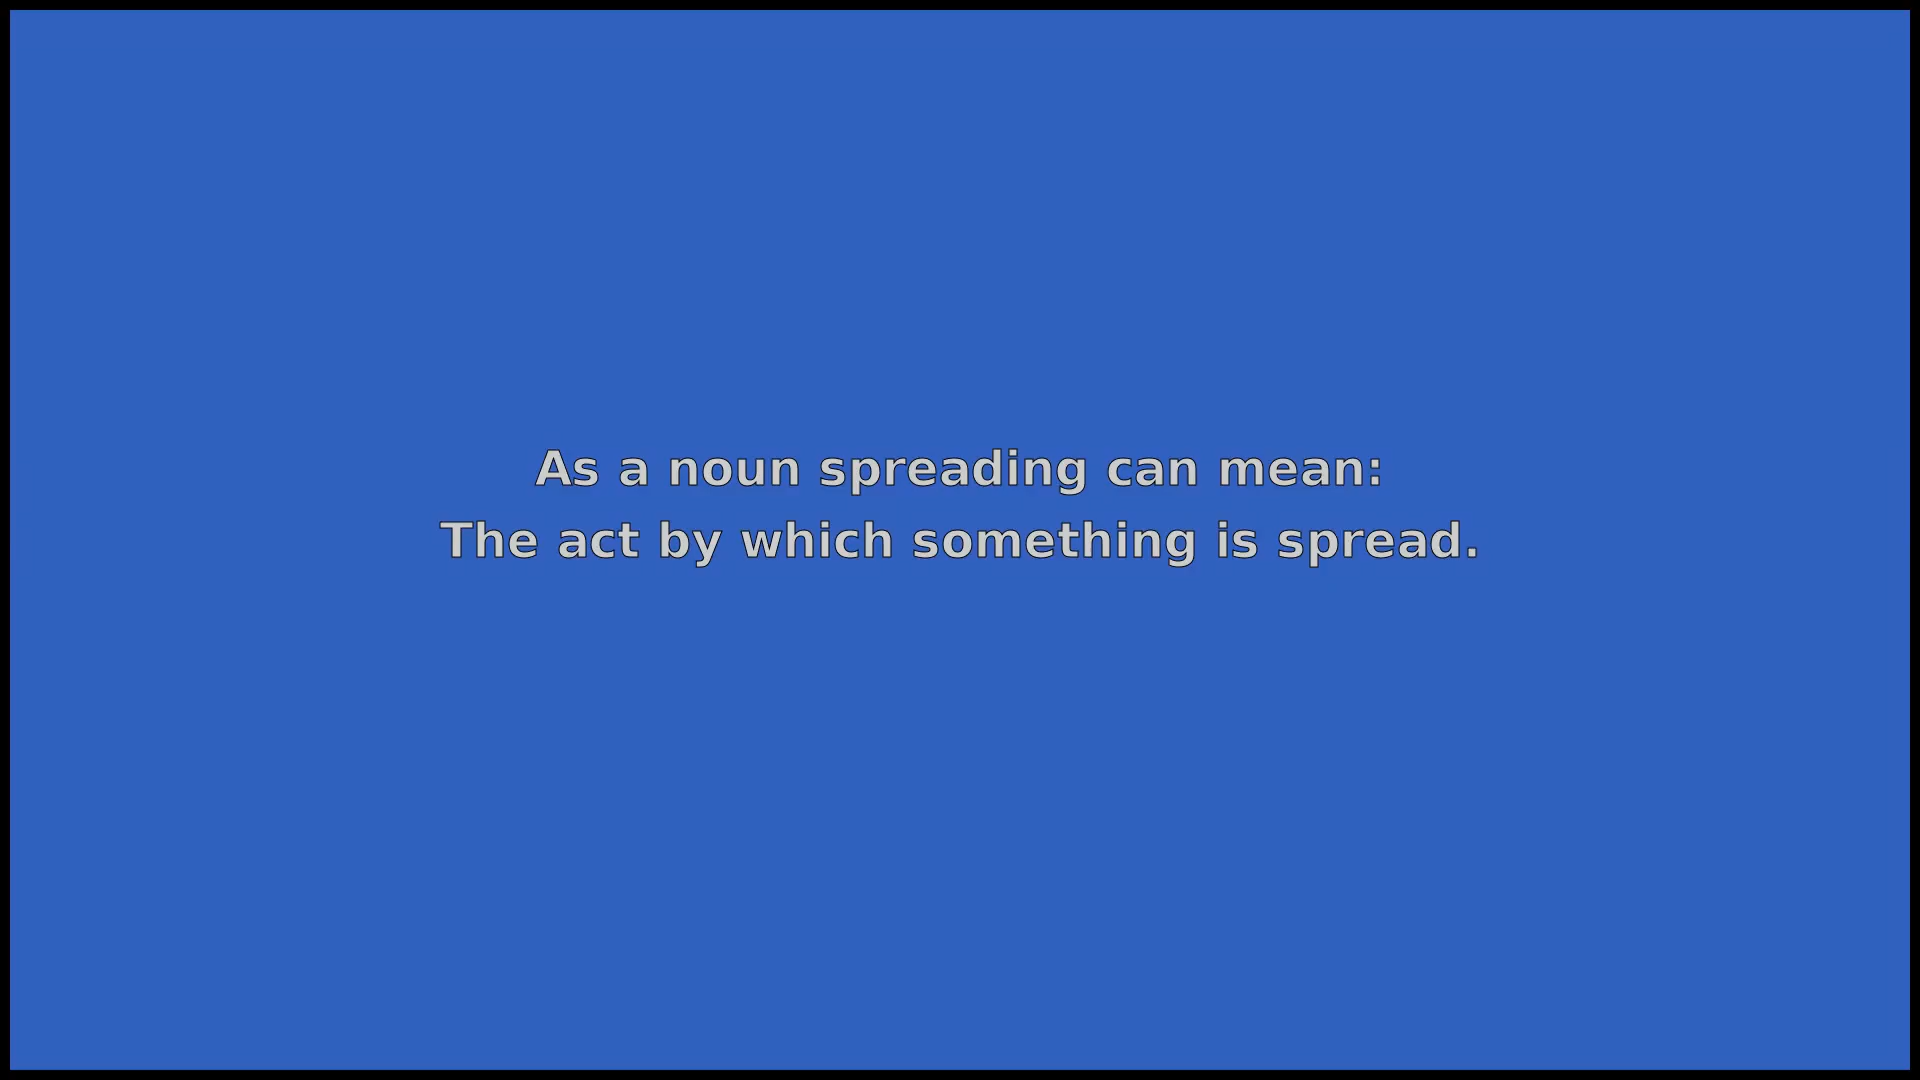 As a noun spreading can mean:
The act by which something is spread.